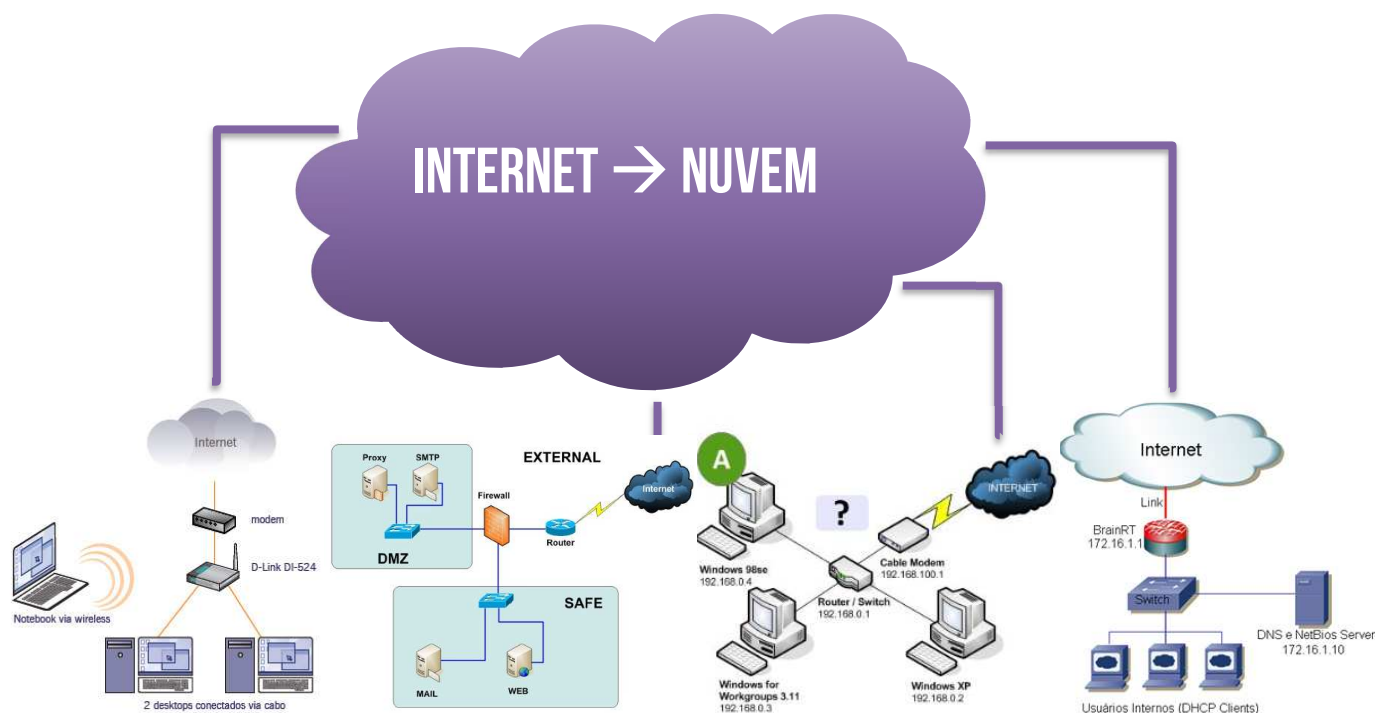 INTERNET → NUVEM
Internet
modem
D-Link DI-524
Notebook via wireless
2 desktops conectados via cabo
Proxy
SMTP
EXTERNAL
Internet
Firewall
Router
DMZ
SAFE
MAIL
WEB
A
?
INTERNET
Windows 98se
192.168.0.4
Cable Modem
192.168.100.1
Router / Switch
192.168.0.1
Windows for
Workgroups 3.11
192.168.0.3
Windows XP
192.168.0.2
Internet
Link
BrainRT
172.16.1.1
Switch
DNS e NetBios Server
172.16.1.10
Usuários Internos (DHCP Clients)